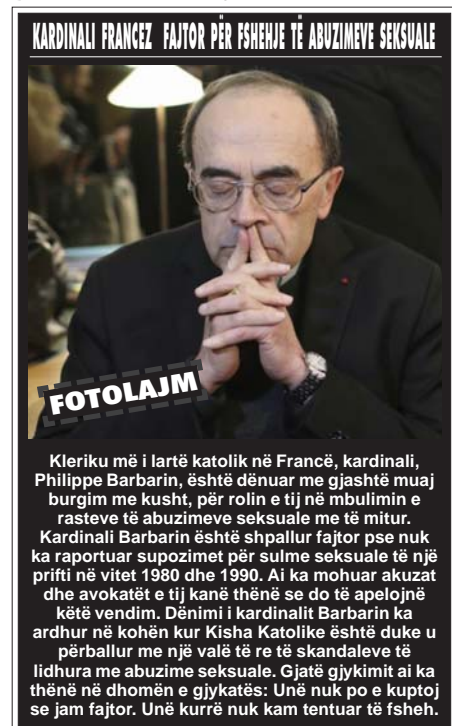 KARDINALI FRANCEZ FAJTOR PËR FSHEHJE TË ABUZIMEVE SEKSUALE
FOTOLAJM
Kleriku më i lartë katolik në Francë, kardinali,
Philippe Barbarin, është dënuar me gjashtë muaj
burgim me kusht, për rolin e tij në mbulimin e
rasteve të abuzimeve seksuale me të mitur.
Kardinali Barbarin është shpallur fajtor pse nuk
ka raportuar supozimet për sulme seksuale të një
prifti në vitet 1980 dhe 1990. Ai ka mohuar akuzat
dhe avokatët e tij kanë thënë se do të apelojnë
këtë vendim. Dënimi i kardinalit Barbarin ka
ardhur në kohën kur Kisha Katolike është duke u
përballur me një valë të re të skandaleve të
lidhura me abuzime seksuale. Gjatë gjykimit ai ka
thënë në dhomën e gjykatës: Unë nuk po e kuptoj
se jam fajtor. Unë kurrë nuk kam tentuar të fsheh.